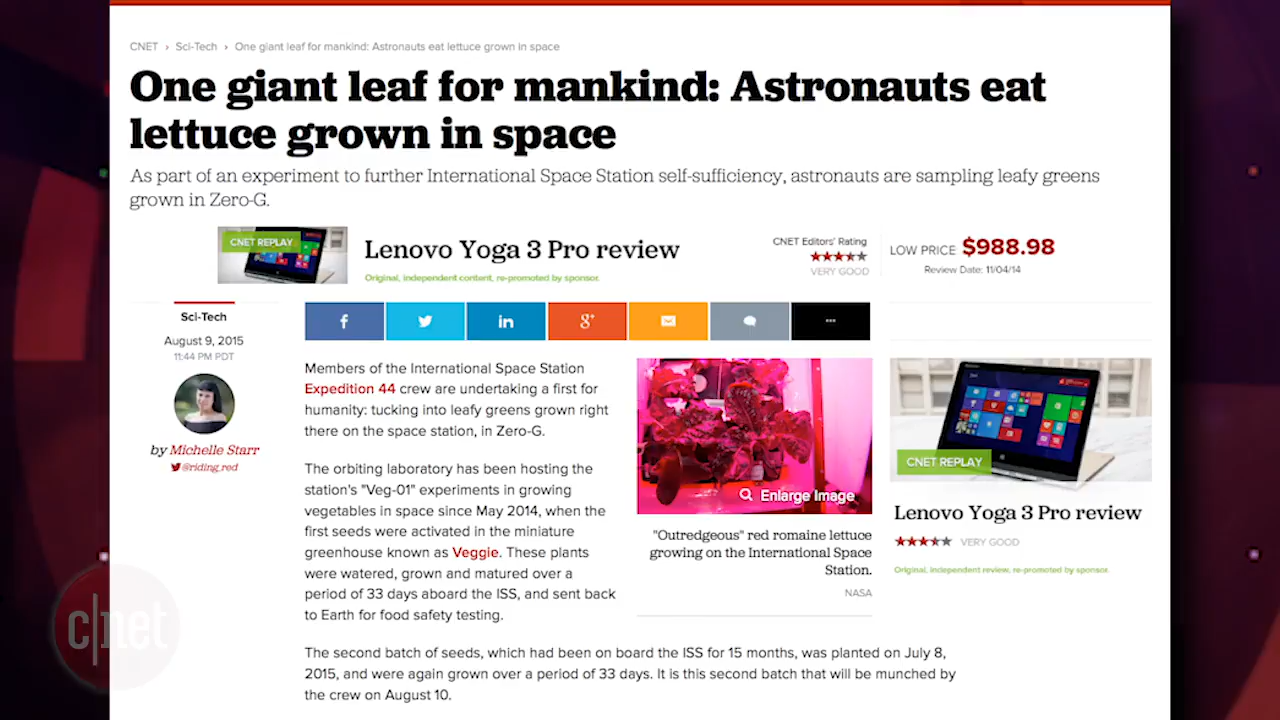 CNET › Sci-Tech › One giant leaf for mankind: Astronauts eat lettuce grown in space
One giant leaf for mankind: Astronauts eat
lettuce grown in space
As part of an experiment to further International Space Station self-sufficiency, astronauts are sampling leafy greens
grown in Zero-G.
CNET REPLAY
Lenovo Yoga 3 Pro review
Original, independent content, re-promoted by sponsor.
CNET Editors' Rating
VERY GOOD
LOW PRICE $988.98
Review Date: 11/04/14
Sci-Tech
August 9, 2015
11:44 PM PDT
by Michelle Starr
@riding_red
f
in
g+
...
Members of the International Space Station
Expedition 44 crew are undertaking a first for
humanity: tucking into leafy greens grown right
there on the space station, in Zero-G.
The orbiting laboratory has been hosting the
station's "Veg-01" experiments in growing
vegetables in space since May 2014, when the
first seeds were activated in the miniature
greenhouse known as Veggie. These plants
were watered, grown and matured over a
period of 33 days aboard the ISS, and sent back
to Earth for food safety testing.
The second batch of seeds, which had been on board the ISS for 15 months, was planted on July 8,
2015, and were again grown over a period of 33 days. It is this second batch that will be munched by
the crew on August 10.
Enlarge Image
"Outredgeous" red romaine lettuce
growing on the International Space
Station.
NASA
CNET REPLAY
Lenovo Yoga 3 Pro review
VERY GOOD
Original, independent review, re-promoted by sponsor.
c|net